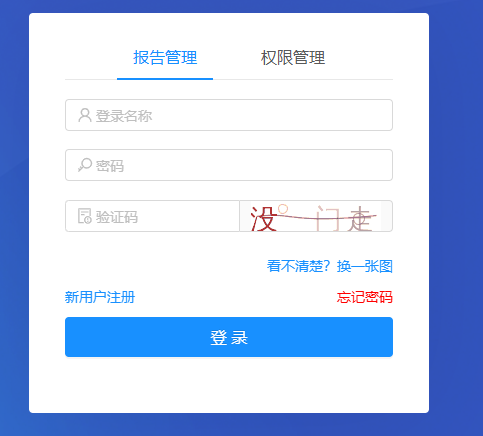 报告管理 权限管理
登录名称
密码
验证码 没门走
看不清楚？换一张图
新用户注册 忘记密码
登录